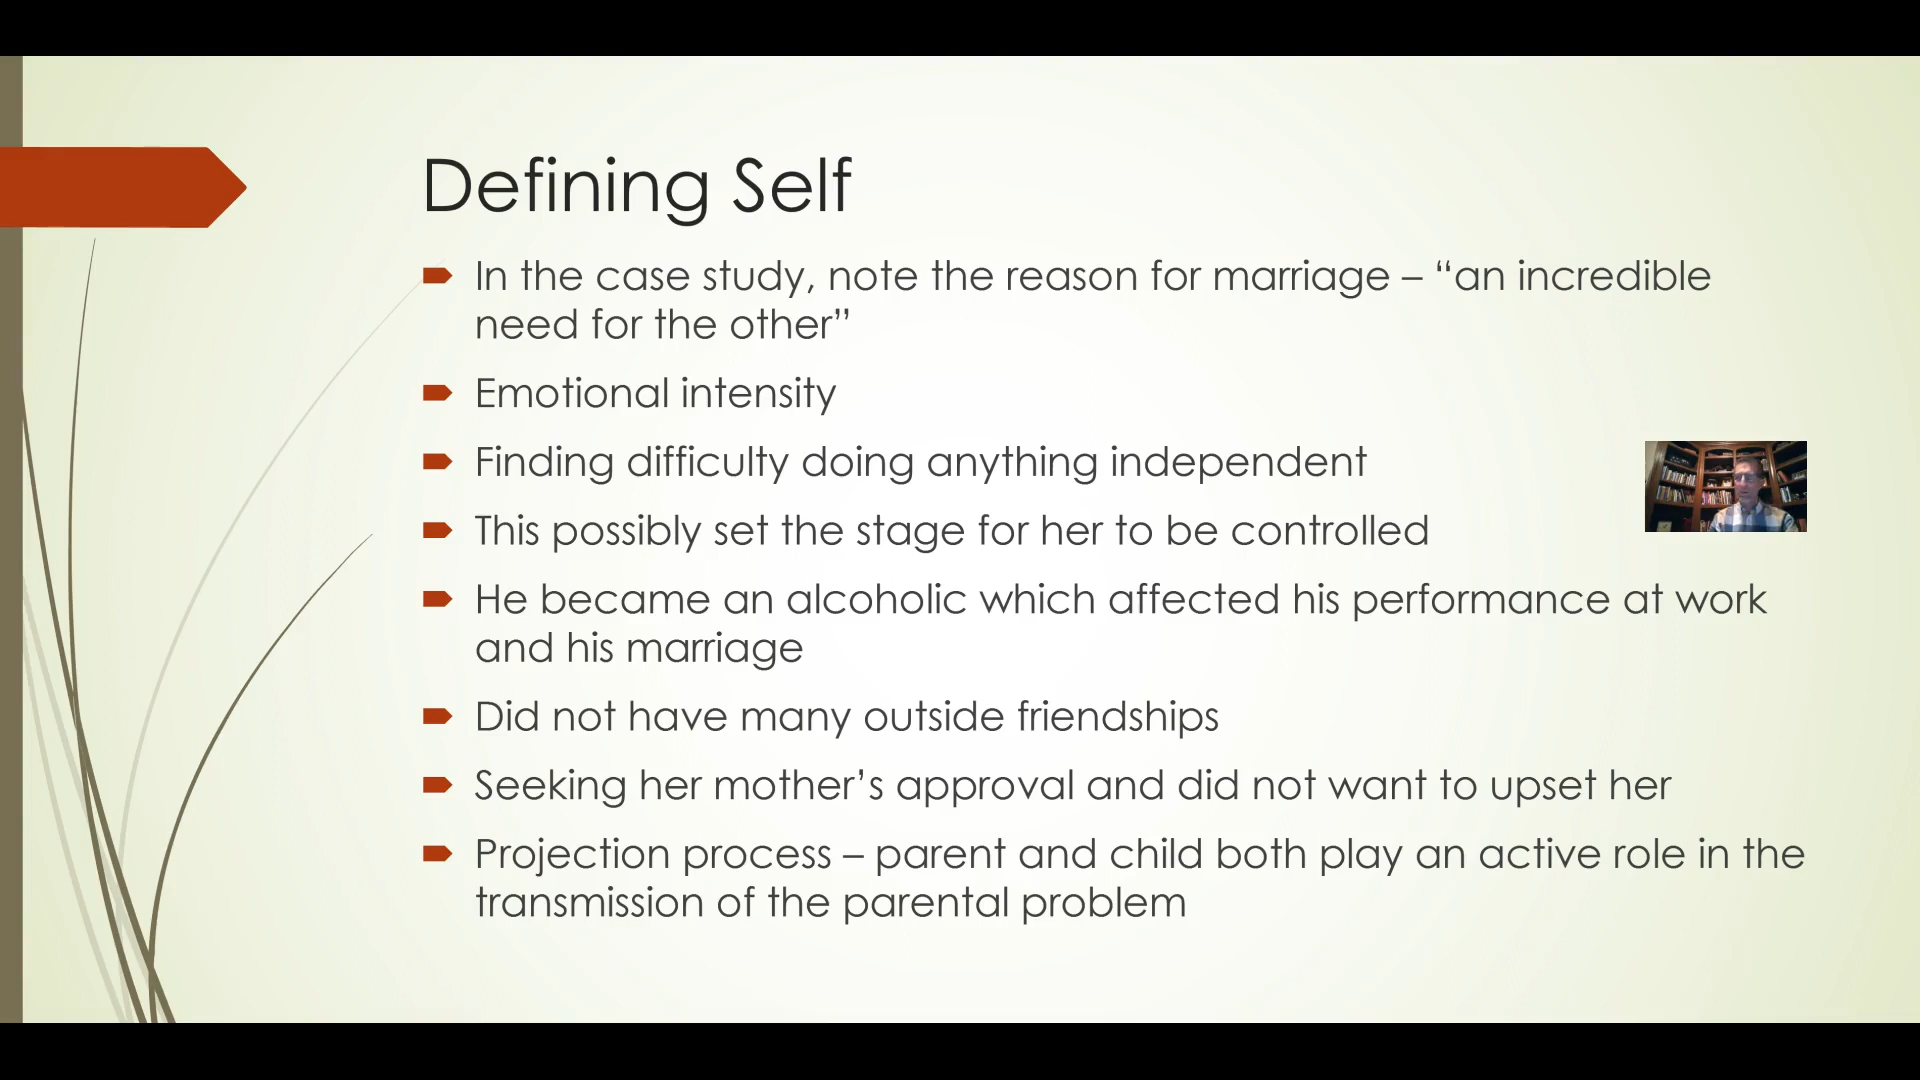 Defining Self
In the case study, note the reason for marriage – “an incredible
need for the other”
Emotional intensity
Finding difficulty doing anything independent
This possibly set the stage for her to be controlled
He became an alcoholic which affected his performance at work
and his marriage
Did not have many outside friendships
Seeking her mother’s approval and did not want to upset her
Projection process – parent and child both play an active role in the
transmission of the parental problem